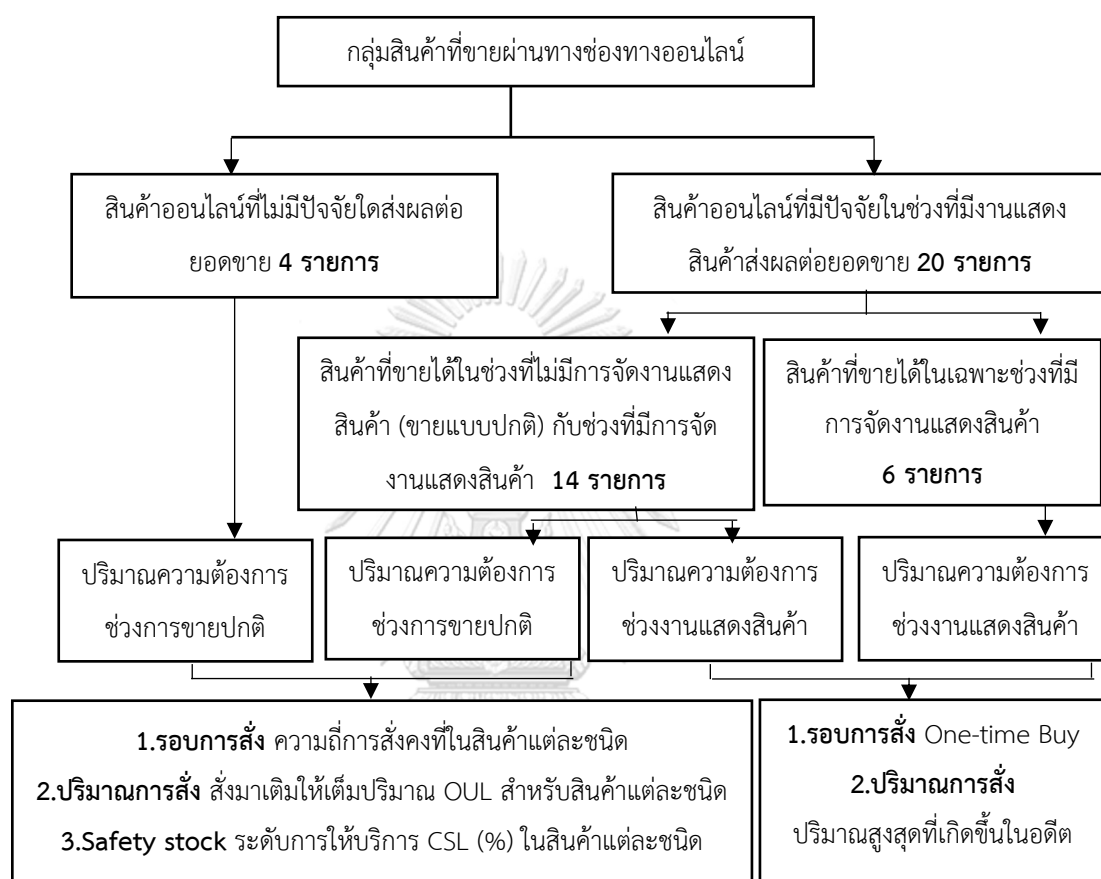 กลุ่มสินค้าที่ขายผ่านทางช่องทางออนไลน์
สินค้าออนไลน์ที่ไม่มีปัจจัยใดส่งผลต่อ
ยอดขาย 4 รายการ
สินค้าออนไลน์ที่มีปัจจัยในช่วงที่มีงานแสดง
สินค้าส่งผลต่อยอดขาย 20 รายการ
สินค้าที่ขายได้ในช่วงที่ไม่มีการจัดงานแสดง
สินค้า (ขายแบบปกติ) กับช่วงที่มีการจัด
งานแสดงสินค้า 14 รายการ
สินค้าที่ขายได้ในเฉพาะช่วงที่มี
การจัดงานแสดงสินค้า
6 รายการ
ปริมาณความต้องการ
ช่วงการขายปกติ
ปริมาณความต้องการ
ช่วงการขายปกติ
ปริมาณความต้องการ
ช่วงงานแสดงสินค้า
ปริมาณความต้องการ
ช่วงงานแสดงสินค้า
1.รอบการสั่ง ความถี่การสั่งคงที่ในสินค้าแต่ละชนิด
2.ปริมาณการสั่ง สั่งมาเติมให้เต็มปริมาณ OUL สำหรับสินค้าแต่ละชนิด
3.Safety stock ระดับการให้บริการ CSL (%) ในสินค้าแต่ละชนิด
1.รอบการสั่ง One-time Buy
2.ปริมาณการสั่ง
ปริมาณสูงสุดที่เกิดขึ้นในอดีต